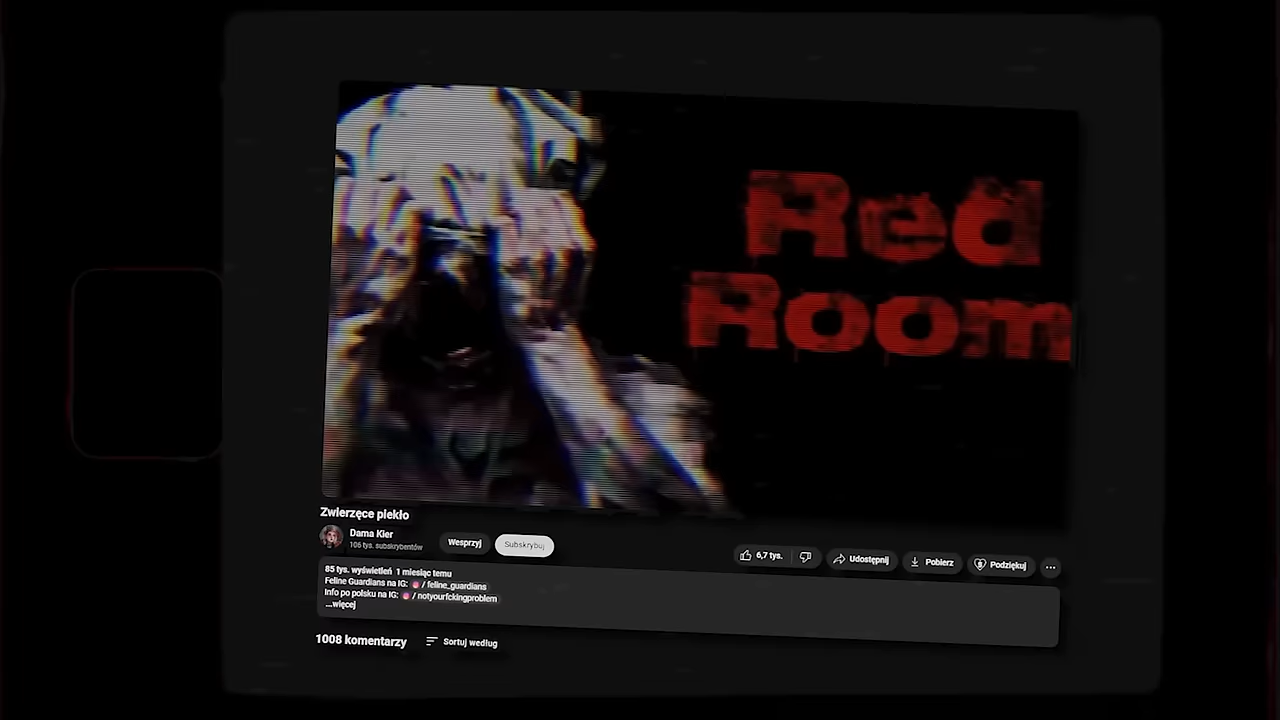 Red
Room
Zwierzęce piekło
Dama Kier
106 tys. subskrybentów
Wesprzyj
Subskrybuj
6,7 tys.
Udostępnij
Pobierz
Podziękuj
85 tys. wyświetleń 1 miesiąc temu
Feline Guardians na IG: / feline_guardians
Info po polsku na IG: / notyourfckingproblem
...więcej
1008 komentarzy
Sortuj według